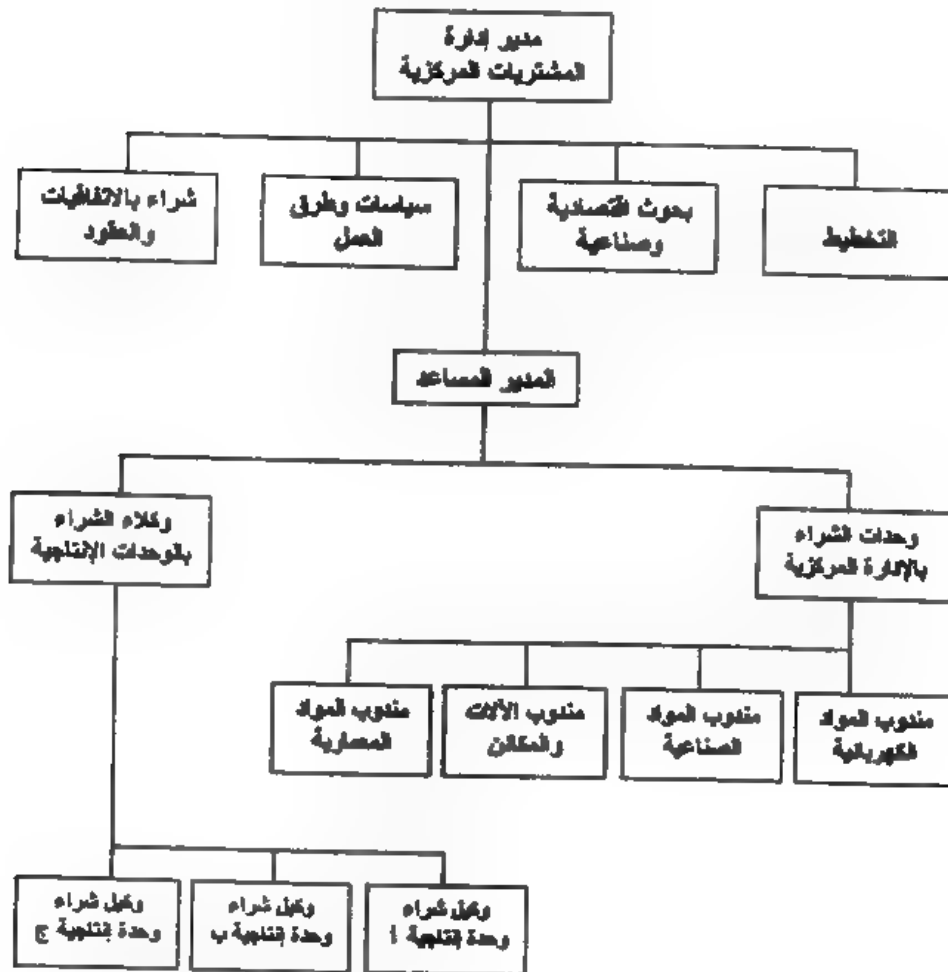 مدير إدارة
المشتريات المركزية
التخطيط
بحوث اقتصادية
وصناعية
سياسات وطرق
العمل
شراء بالاتفاقيات
والعقود
المدير المساعد
وحدات الشراء
بالإدارة المركزية
وكلاء الشراء
بالوحدات الإنتاجية
مندوب المواد
الكهربائية
مندوب المواد
الصناعية
مندوب الآلات
والمكائن
مندوب المواد
المعمارية
وكيل شراء
وحدة إنتاجية أ
وكيل شراء
وحدة إنتاجية ب
وكيل شراء
وحدة إنتاجية ج